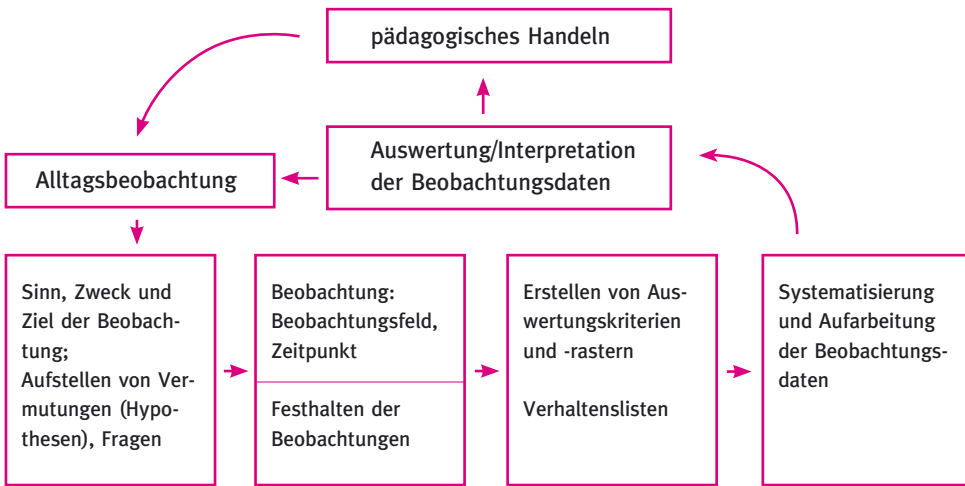 pädagogisches Handeln
Auswertung/Interpretation
der Beobachtungsdaten
Alltagsbeobachtung
Sinn, Zweck und
Ziel der Beobach-
tung;
Aufstellen von Ver-
mutungen (Hypo-
thesen), Fragen
Beobachtung:
Beobachtungsfeld,
Zeitpunkt
Festhalten der
Beobachtungen
Erstellen von Aus-
wertungskriterien
und -rastern
Verhaltenslisten
Systematisierung
und Aufarbeitung
der Beobachtungs-
daten